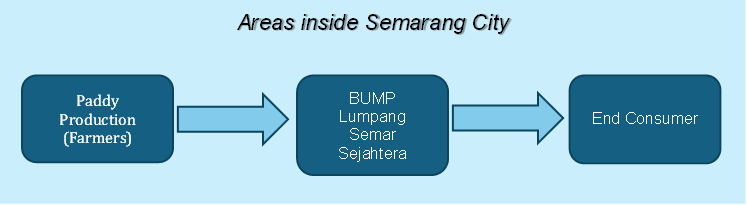 Areas inside Semarang City
Paddy
Production
(Farmers)
BUMP
Lumpang
Semar
Sejahtera
End Consumer